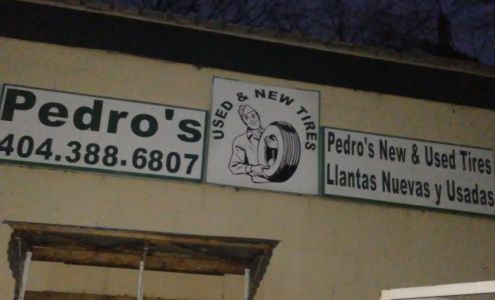 Pedro's
404.388.6807
USED & NEW TIRES
Pedro's New & Used Tires
Llantas Nuevas y Usadas